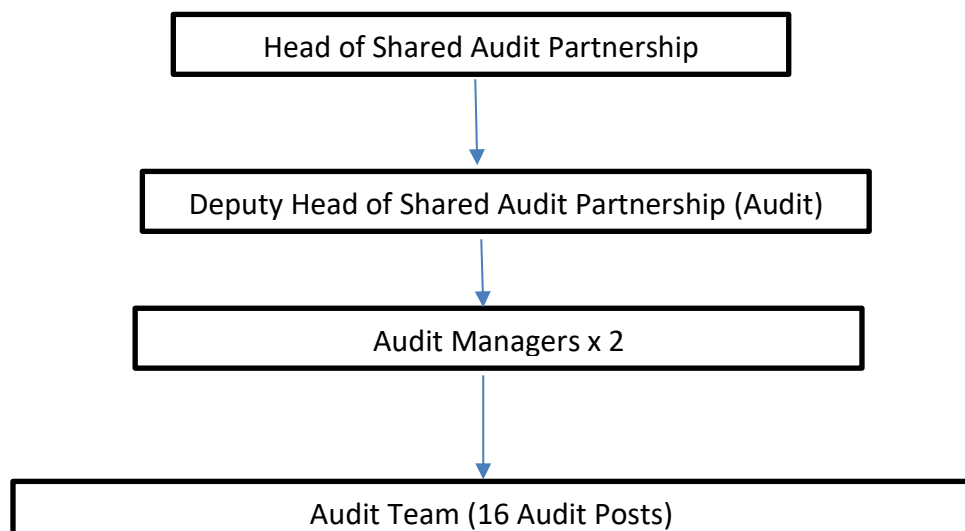 Head of Shared Audit Partnership
Deputy Head of Shared Audit Partnership (Audit)
Audit Managers x 2
Audit Team (16 Audit Posts)